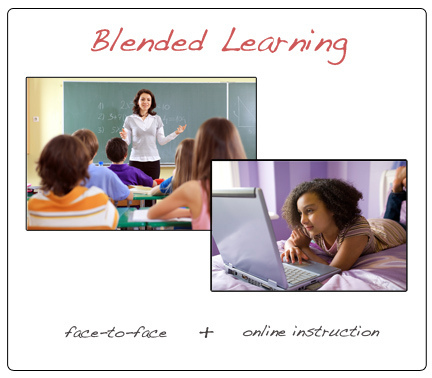 Blended Learning
face-to-face + online instruction